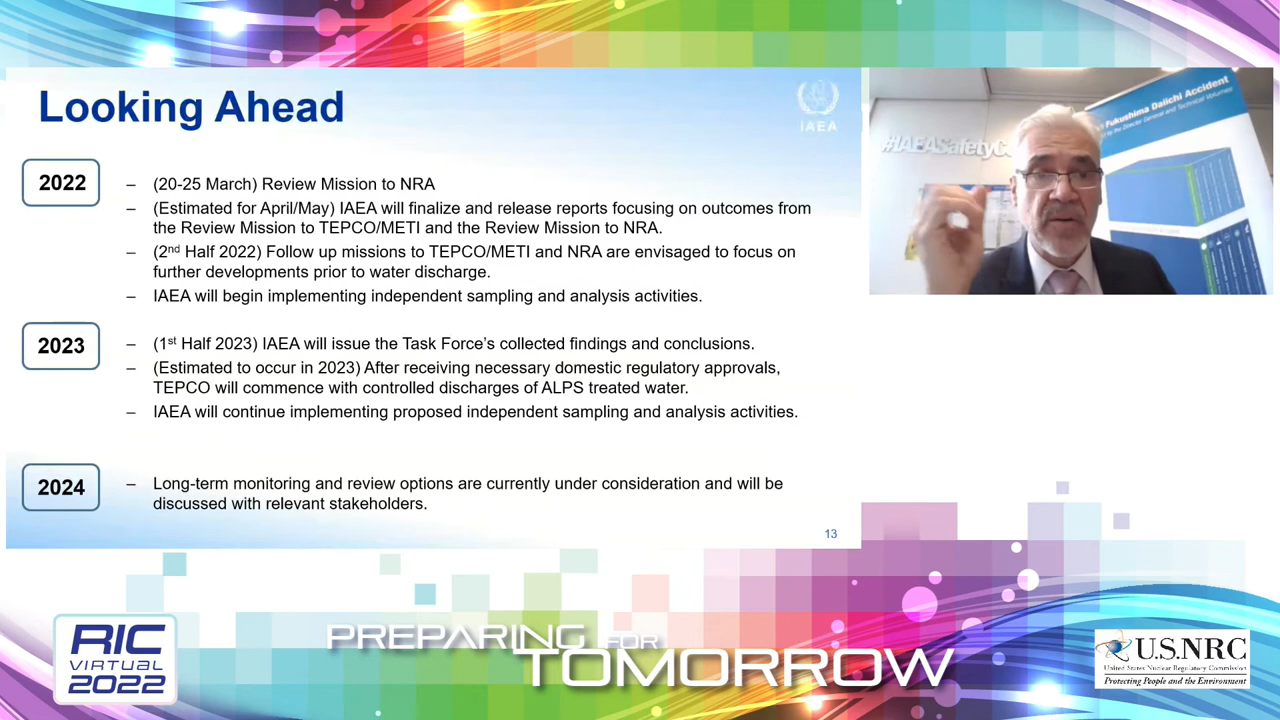 Looking Ahead
IAEA
2022
– (20-25 March) Review Mission to NRA
– (Estimated for April/May) IAEA will finalize and release reports focusing on outcomes from
the Review Mission to TEPCO/METI and the Review Mission to NRA.
– (2nd Half 2022) Follow up missions to TEPCO/METI and NRA are envisaged to focus on
further developments prior to water discharge.
– IAEA will begin implementing independent sampling and analysis activities.
2023
– (1st Half 2023) IAEA will issue the Task Force’s collected findings and conclusions.
– (Estimated to occur in 2023) After receiving necessary domestic regulatory approvals,
TEPCO will commence with controlled discharges of ALPS treated water.
– IAEA will continue implementing proposed independent sampling and analysis activities.
2024
– Long-term monitoring and review options are currently under consideration and will be
discussed with relevant stakeholders.
13
Fukushima Daiichi Accident
by the Director General and Technical Volumes
#IAEASafetyC
RIC
VIRTUAL
2022
PREPARING FOR
TOMORROW
U.S.NRC
United States Nuclear Regulatory Commission
Protecting People and the Environment